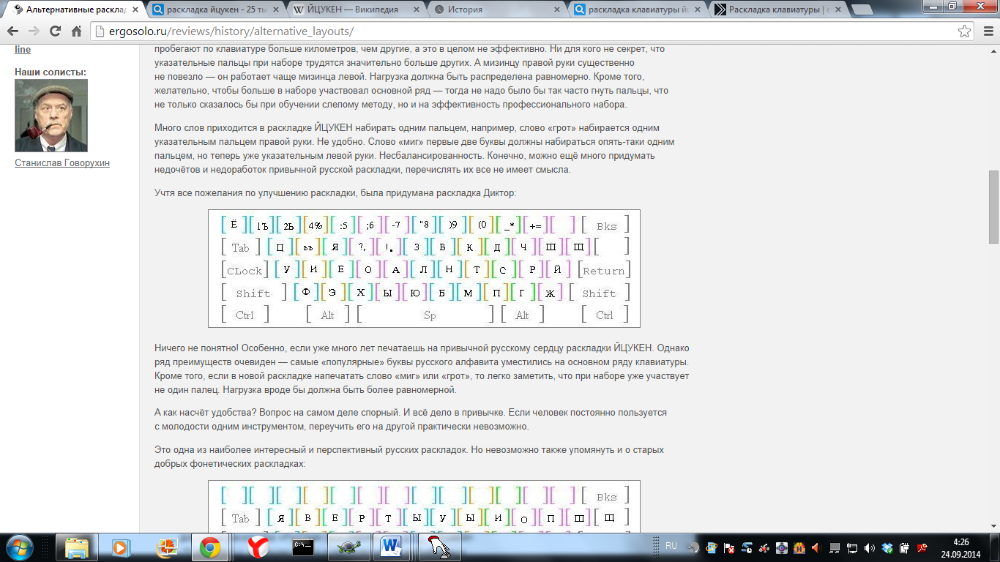 Альтернативные расклад
раскладка йцукен - 25 ты
ЙЦУКЕН — Википедия
История
раскладка клавиатуры йц
Раскладка клавиатуры | e
ergosolo.ru/reviews/history/alternative_layouts/
line
Наши солисты:
Станислав Говорухин
пробегают по клавиатуре больше километров, чем другие, а это в целом не эффективно. Ни для кого не секрет, что
указательные пальцы при наборе трудятся значительно больше других. А мизинцу правой руки существенно
не повезло — он работает чаще мизинца левой. Нагрузка должна быть распределена равномерно. Кроме того,
желательно, чтобы больше в наборе участвовал основной ряд — тогда не надо было бы так часто гнуть пальцы, что
не только сказалось бы при обучении слепому методу, но и на эффективность профессионального набора.
Много слов приходится в раскладке ЙЦУКЕН набирать одним пальцем, например, слово «грот» набирается одним
указательным пальцем правой руки. Не удобно. Слово «миг» первые две буквы должны набираться опять-таки одним
пальцем, но теперь уже указательным левой руки. Несбалансированность. Конечно, можно ещё много придумать
недочётов и недоработок привычной русской раскладки, перечислять их все не имеет смысла.
Учтя все пожелания по улучшению раскладки, была придумана раскладка Диктор:
[ Ё ][ 1Ъ ][ 2Ь ][ 4% ][ :5 ][ ;6 ][ -7 ][ "8 ][ )9 ][ (0 ][ _* ][ += ][ ] [ Bks ]
[ Tab ] [ Ц ][ ьъ ][ Я ][ ?, ][ !. ][ З ][ В ][ К ][ Д ][ Ч ][ Ш ][ Щ ][ ]
[CLock] [ У ][ И ][ Е ][ О ][ А ][ Л ][ Н ][ Т ][ С ][ Р ][ Й ] [Return]
[ Shift ] [ Ф ][ Э ][ Х ][ Ы ][ Ю ][ Б ][ М ][ П ][ Г ][ Ж ] [ Shift ]
[ Ctrl ] [ Alt ] [ Sp ] [ Alt ] [ Ctrl ]
Ничего не понятно! Особенно, если уже много лет печатаешь на привычной русскому сердцу раскладки ЙЦУКЕН. Однако
ряд преимуществ очевиден — самые «популярные» буквы русского алфавита уместились на основном ряду клавиатуры.
Кроме того, если в новой раскладке напечатать слово «миг» или «грот», то легко заметить, что при наборе уже участвует
не один палец. Нагрузка вроде бы должна быть более равномерной.
А как насчёт удобства? Вопрос на самом деле спорный. И всё дело в привычке. Если человек постоянно пользуется
с молодости одним инструментом, переучить его на другой практически невозможно.
Это одна из наиболее интересный и перспективный русских раскладок. Но невозможно также упомянуть и о старых
добрых фонетических раскладках:
[ ][ ][ ][ ][ ][ ][ ][ ][ ][ ][ ][ ][ ] [ Bks ]
[ Tab ] [ Я ][ В ][ Е ][ Р ][ Т ][ Ы ][ У ][ Ы ][ И ][ О ][ П ][ Ш ][ Щ
C:\
RU
4:26
24.09.2014